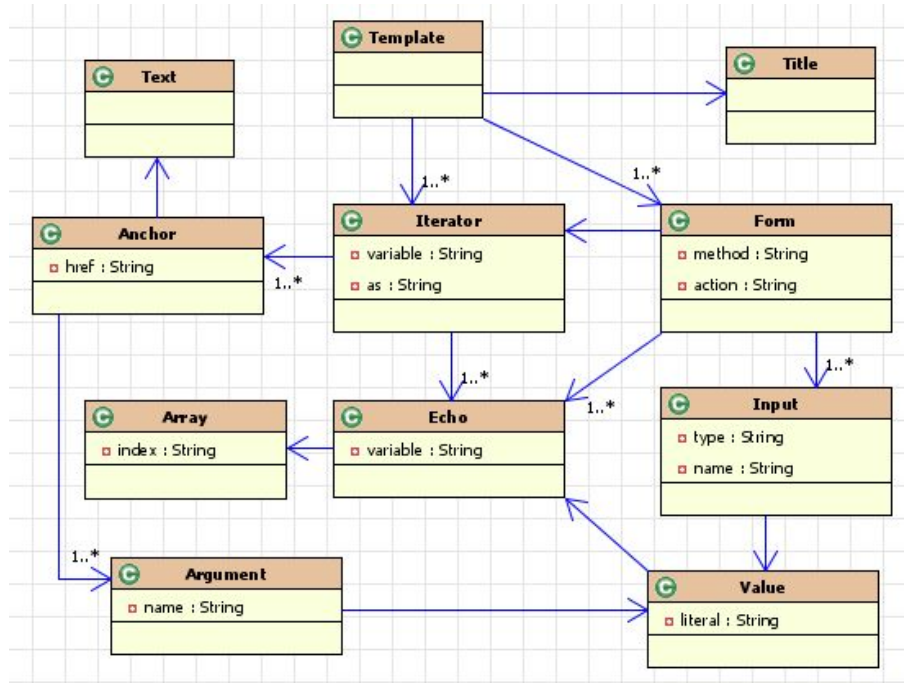 Template
Text
Title
1..*
1..*
Anchor
href : String
1..*
Iterator
variable : String
as : String
Form
method : String
action : String
1..*
1..*
1..*
Array
index : String
Echo
variable : String
Input
type : String
name : String
1..*
Argument
name : String
Value
literal : String